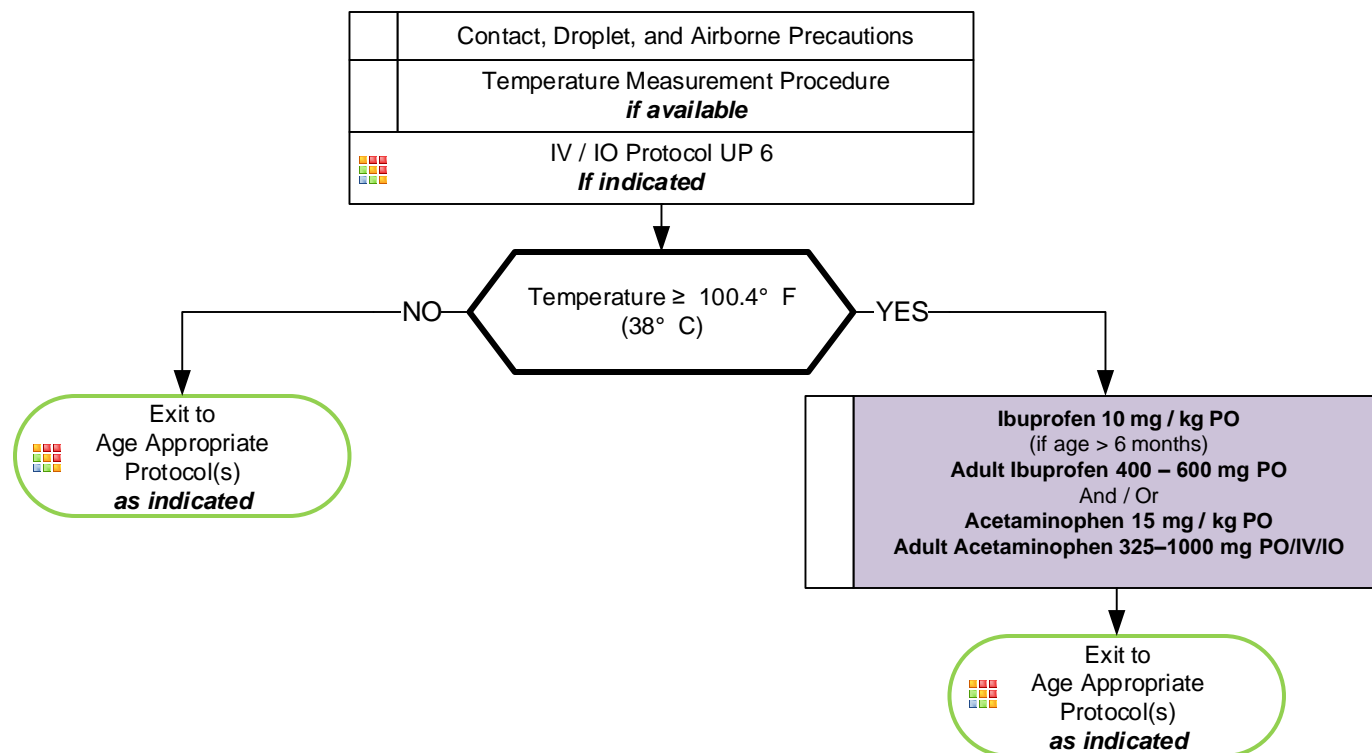 Contact, Droplet, and Airborne Precautions
Temperature Measurement Procedure
if available
IV / IO Protocol UP 6
If indicated
Temperature ≥ 100.4° F
(38° C)
NO
YES
Exit to
Age Appropriate
Protocol(s)
as indicated
Ibuprofen 10 mg / kg PO
(if age > 6 months)
Adult Ibuprofen 400 – 600 mg PO
And / Or
Acetaminophen 15 mg / kg PO
Adult Acetaminophen 325–1000 mg PO/IV/IO
Exit to
Age Appropriate
Protocol(s)
as indicated